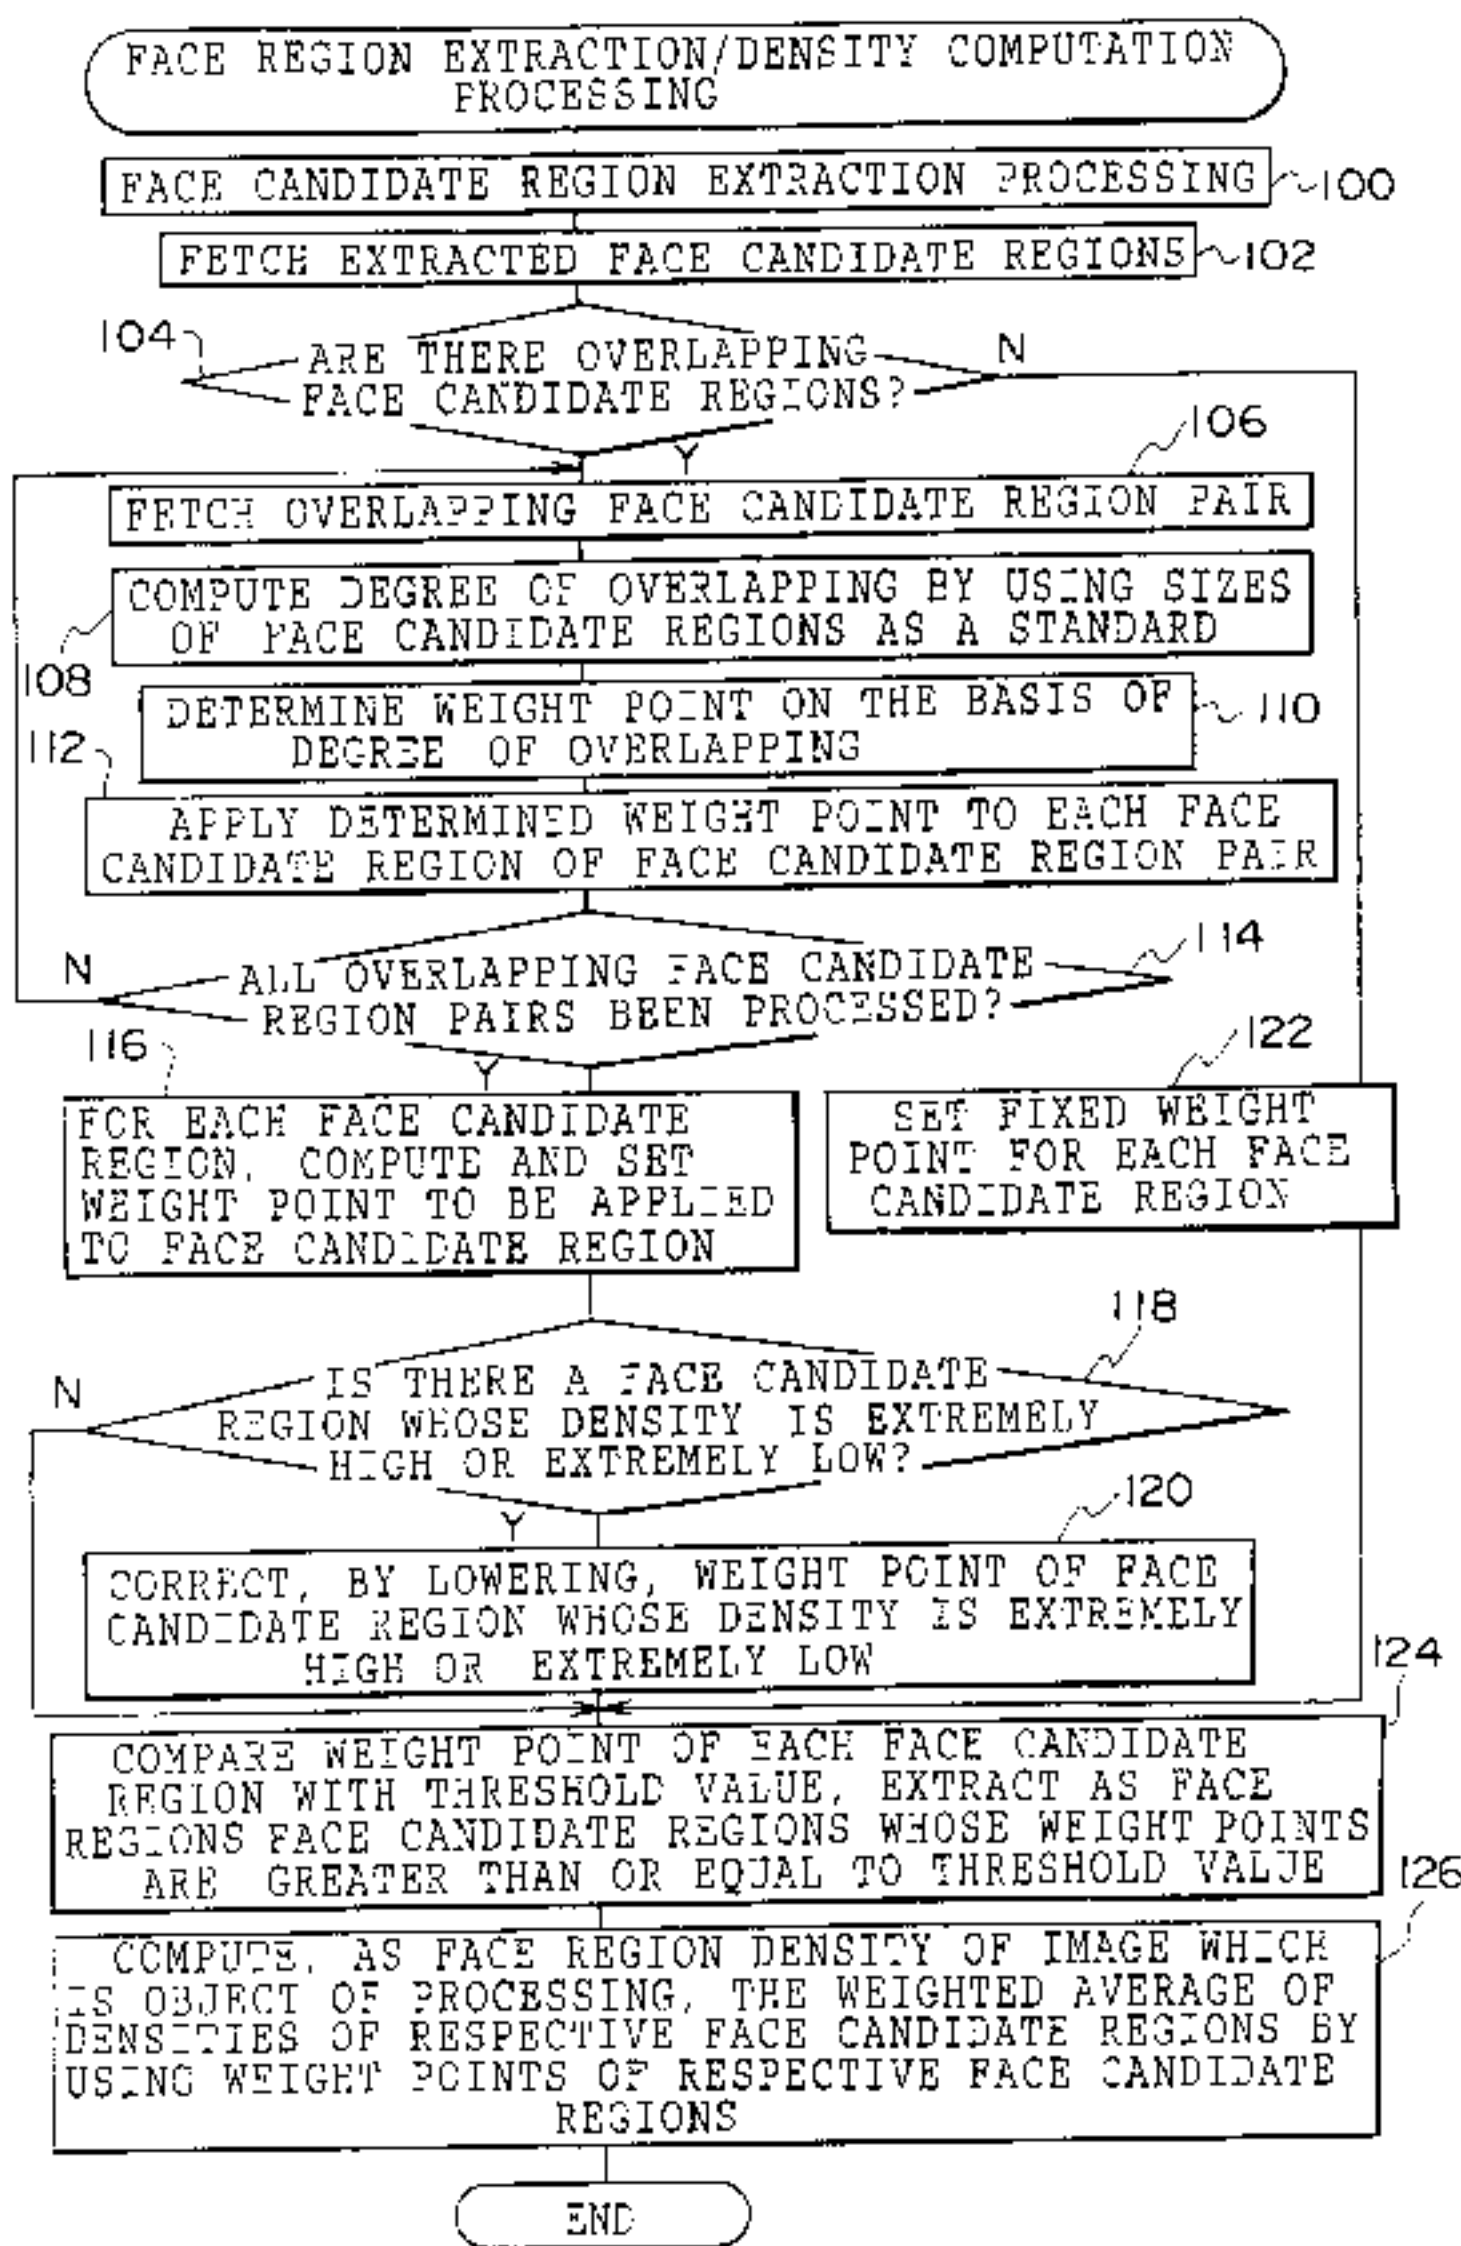 FACE REGION EXTRACTION/DENSITY COMPUTATION
PROCESSING
FACE CANDIDATE REGION EXTRACTION PROCESSING
100
FETCH EXTRACTED FACE CANDIDATE REGIONS
102
104
ARE THERE OVERLAPPING
FACE CANDIDATE REGIONS?
N
Y
106
FETCH OVERLAPPING FACE CANDIDATE REGION PAIR
COMPUTE DEGREE OF OVERLAPPING BY USING SIZES
OF FACE CANDIDATE REGIONS AS A STANDARD
108
DETERMINE WEIGHT POINT ON THE BASIS OF
DEGREE OF OVERLAPPING
110
112
APPLY DETERMINED WEIGHT POINT TO EACH FACE
CANDIDATE REGION OF FACE CANDIDATE REGION PAIR
N
ALL OVERLAPPING FACE CANDIDATE
REGION PAIRS BEEN PROCESSED?
114
Y
116
FOR EACH FACE CANDIDATE
REGION, COMPUTE AND SET
WEIGHT POINT TO BE APPLIED
TO FACE CANDIDATE REGION
122
SET FIXED WEIGHT
POINT FOR EACH FACE
CANDIDATE REGION
118
N
IS THERE A FACE CANDIDATE
REGION WHOSE DENSITY IS EXTREMELY
HIGH OR EXTREMELY LOW?
Y
120
CORRECT, BY LOWERING, WEIGHT POINT OF FACE
CANDIDATE REGION WHOSE DENSITY IS EXTREMELY
HIGH OR EXTREMELY LOW
124
COMPARE WEIGHT POINT OF EACH FACE CANDIDATE
REGION WITH THRESHOLD VALUE, EXTRACT AS FACE
REGIONS FACE CANDIDATE REGIONS WHOSE WEIGHT POINTS
ARE GREATER THAN OR EQUAL TO THRESHOLD VALUE
126
COMPUTE, AS FACE REGION DENSITY OF IMAGE WHICH
IS OBJECT OF PROCESSING, THE WEIGHTED AVERAGE OF
DENSITIES OF RESPECTIVE FACE CANDIDATE REGIONS BY
USING WEIGHT POINTS OF RESPECTIVE FACE CANDIDATE
REGIONS
END